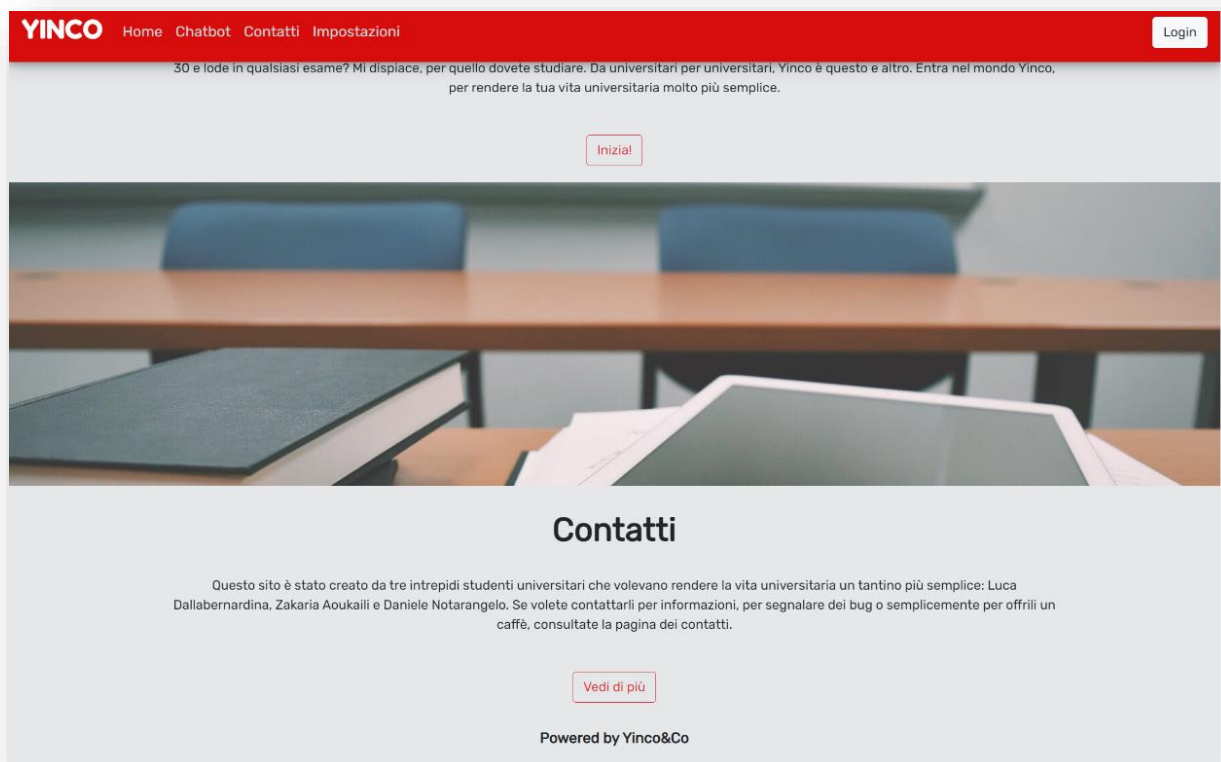 YINCO Home Chatbot Contatti Impostazioni Login
30 e lode in qualsiasi esame? Mi dispiace, per quello dovete studiare. Da universitari per universitari, Yinco è questo e altro. Entra nel mondo Yinco,
per rendere la tua vita universitaria molto più semplice.
Inizia!
Contatti
Questo sito è stato creato da tre intrepidi studenti universitari che volevano rendere la vita universitaria un tantino più semplice: Luca
Dallabernardina, Zakaria Aoukaili e Daniele Notarangelo. Se volete contattarli per informazioni, per segnalare dei bug o semplicemente per offrili un
caffè, consultate la pagina dei contatti.
Vedi di più
Powered by Yinco&Co